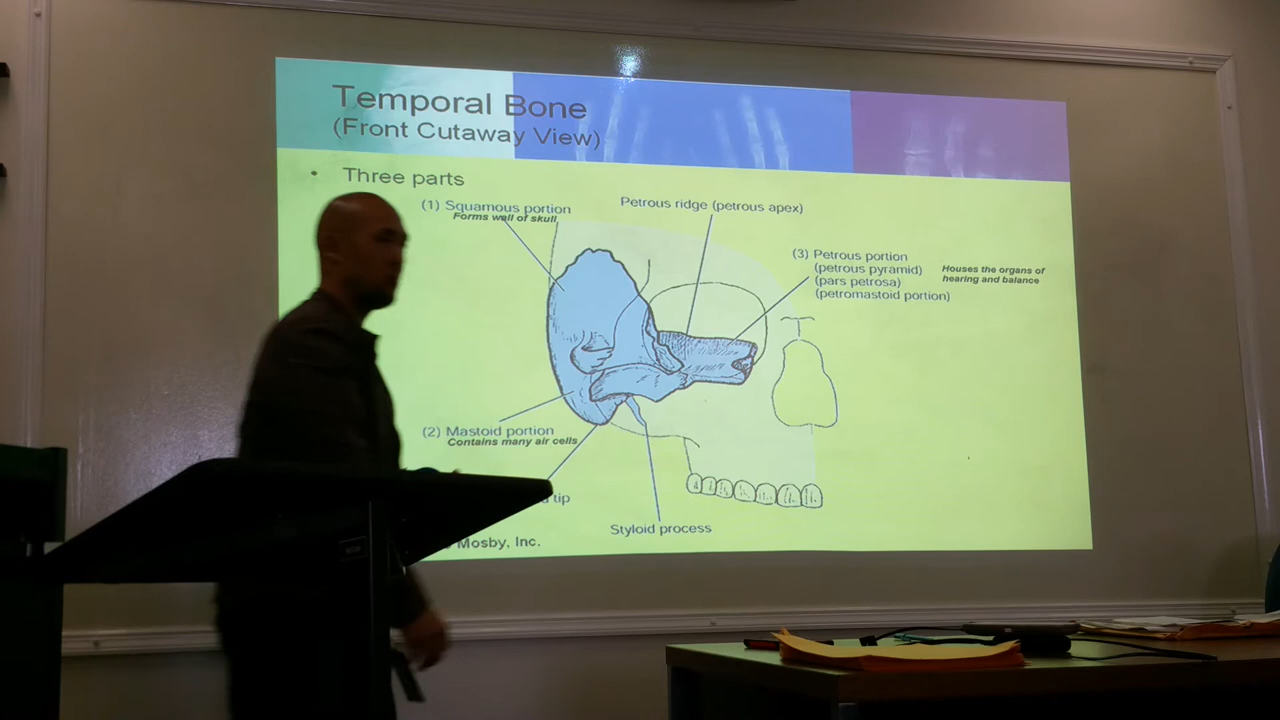 Temporal Bone
(Front Cutaway View)
• Three parts
(1) Squamous portion
Forms wall of skull
Petrous ridge (petrous apex)
(3) Petrous portion
(petrous pyramid)
(pars petrosa)
(petromastoid portion)
Houses the organs of
hearing and balance
(2) Mastoid portion
Contains many air cells
tip
Styloid process
Mosby, Inc.